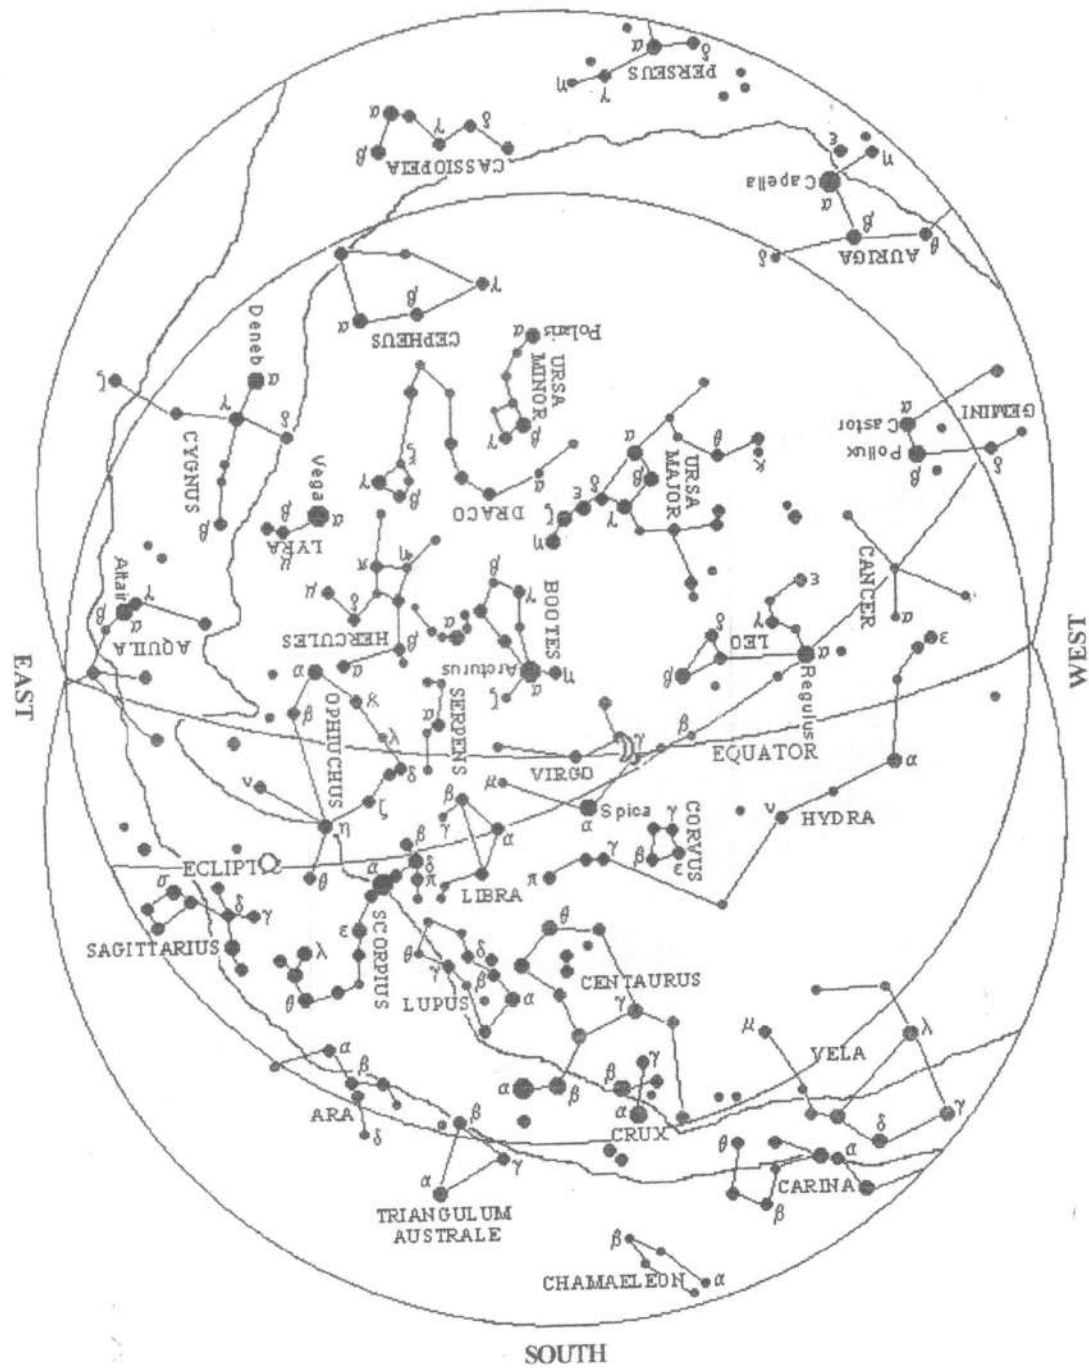 α
δ
PERSEUS
γ
η
α
γ
δ
β
CASSIOPEIA
ε
η
Capella
α
β
θ
δ
AURIGA
γ
β
α
CEPHEUS
α
Polaris
URSA
MINOR
β
γ
Deneb
α
ζ
γ
δ
CYGNUS
β
GEMINI
α
Castor
Pollux
β
δ
α
θ
κ
URSA
MAJOR
β
δ
γ
ε
ζ
η
ξ
γ
β
α
DRACO
Vega
α
β
LYRA
CANCER
α
π
η
μ
δ
HERCULES
β
α
β
γ
BOOTES
Arcturus
α
η
ζ
α
ε
γ
LEO
δ
β
α
Regulus
Altair
γ
β
α
AQUILA
EAST
WEST
ε
α
β
κ
λ
OPHIUCHUS
δ
ζ
ν
η
θ
SERPENS
α
VIRGO
γ
β
μ
α
Spica
EQUATOR
α
ν
HYDRA
γ
π
γ
CORVUS
β
ε
β
γ
α
LIBRA
ECLIPTIC
β
δ
α
π
ε
SCORPIUS
λ
θ
σ
δ
γ
SAGITTARIUS
θ
γ
δ
β
α
LUPUS
θ
CENTAURUS
γ
α
β
μ
λ
VELA
δ
γ
γ
β
α
CRUX
α
β
ARA
δ
β
γ
α
TRIANGULUM
AUSTRALE
θ
α
CARINA
β
β
CHAMAELEON
α
SOUTH